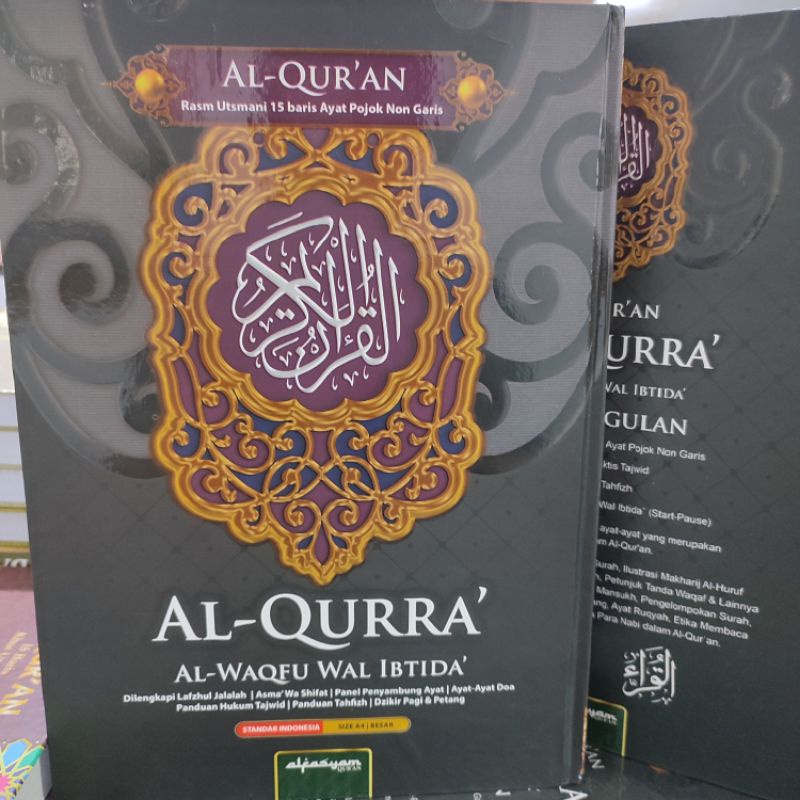 AL-QUR'AN
Rasm Utsmani 15 baris Ayat Pojok Non Garis
القرآن الكريم
AL-QURRA'
AL-WAQFU WAL IBTIDA'
Dilengkapi Lafzhul Jalalah | Asma' Wa Shifat | Panel Penyambung Ayat | Ayat-Ayat Doa
Panduan Hukum Tajwid | Panduan Tahfizh | Dzikir Pagi & Petang
STANDAR INDONESIA SIZE A4 | BESAR
alfasyam
QUR'AN
R'AN
URRA'
WAL IBTIDA'
GULAN
Ayat Pojok Non Garis
ktis Tajwid
Tahfizh
Wal Ibtida' (Start-Pause)
ayat-ayat yang merupakan
am Al-Qur'an.
Surah, Ilustrasi Makharij Al-Huruf
n, Petunjuk Tanda Waqaf & Lainnya
Mansukh, Pengelompokan Surah,
ang, Ayat Ruqyah, Etika Membaca
a Para Nabi dalam Al-Qur'an.
القراء